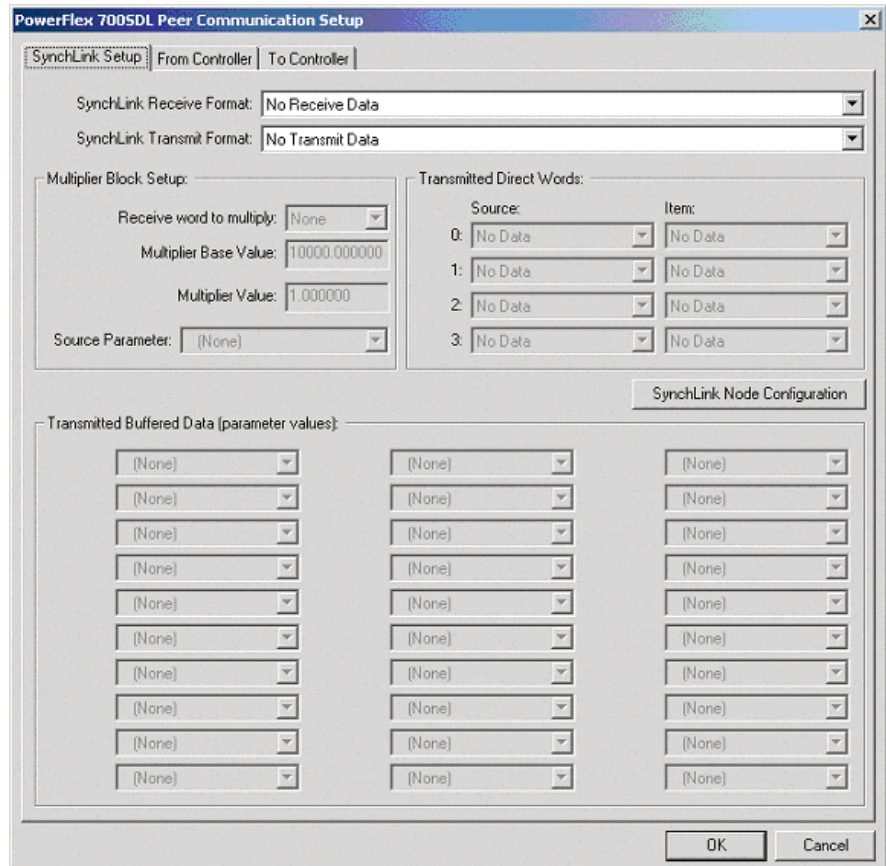 PowerFlex 700SDL Peer Communication Setup
SynchLink Setup From Controller To Controller
SynchLink Receive Format: No Receive Data
SynchLink Transmit Format: No Transmit Data
Multiplier Block Setup:
Receive word to multiply: None
Multiplier Base Value: 10000.000000
Multiplier Value: 1.000000
Source Parameter: (None)
Transmitted Direct Words:
Source: Item:
0: No Data No Data
1: No Data No Data
2: No Data No Data
3: No Data No Data
SynchLink Node Configuration
Transmitted Buffered Data (parameter values):
(None) (None) (None)
(None) (None) (None)
(None) (None) (None)
(None) (None) (None)
(None) (None) (None)
(None) (None) (None)
(None) (None) (None)
(None) (None) (None)
(None) (None) (None)
(None) (None) (None)
OK Cancel